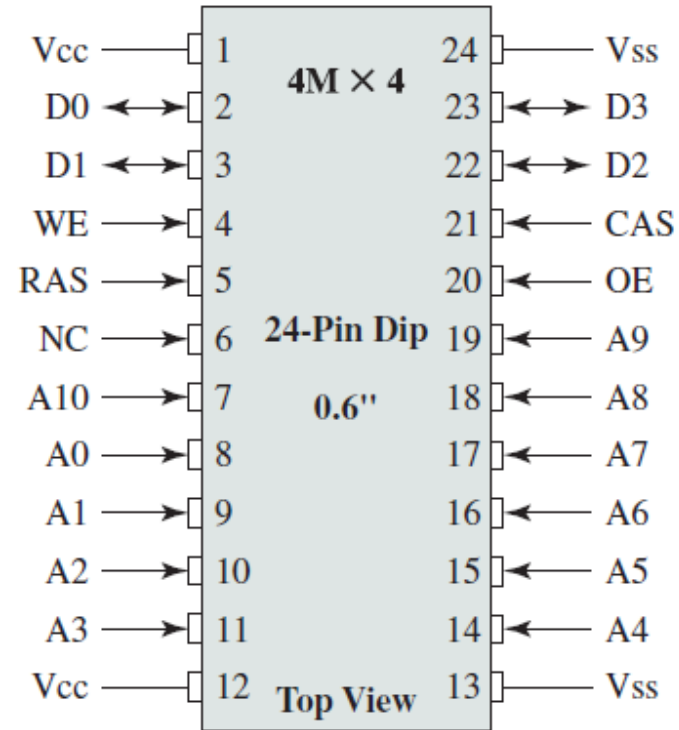 Vcc 1 24 Vss
4M × 4
D0 2 23 D3
D1 3 22 D2
WE 4 21 CAS
RAS 5 20 OE
NC 6 24-Pin Dip 19 A9
A10 7 0.6" 18 A8
A0 8 17 A7
A1 9 16 A6
A2 10 15 A5
A3 11 14 A4
Vcc 12 Top View 13 Vss